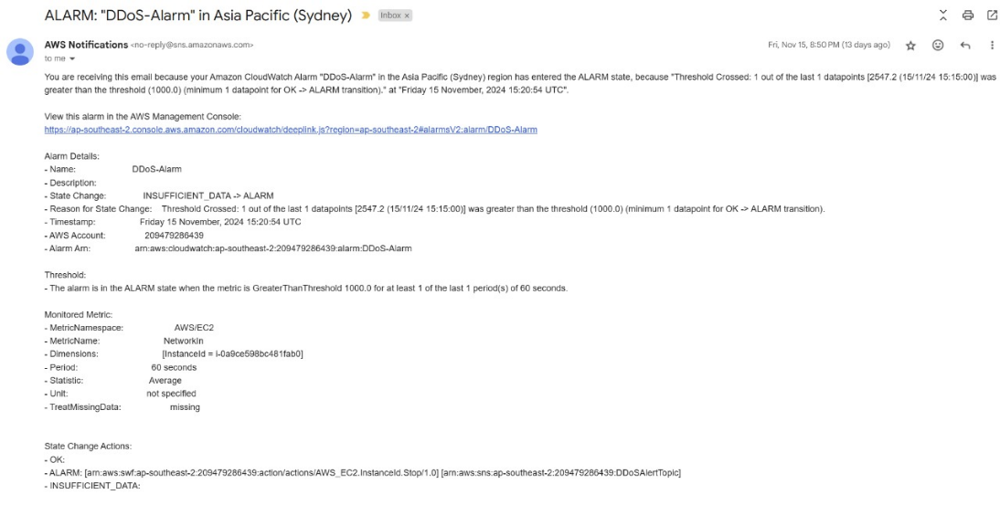 ALARM: "DDoS-Alarm" in Asia Pacific (Sydney) Inbox ×
AWS Notifications <no-reply@sns.amazonaws.com> Fri, Nov 15, 8:50 PM (13 days ago)
to me
You are receiving this email because your Amazon CloudWatch Alarm "DDoS-Alarm" in the Asia Pacific (Sydney) region has entered the ALARM state, because "Threshold Crossed: 1 out of the last 1 datapoints [2547.2 (15/11/24 15:15:00)] was
greater than the threshold (1000.0) (minimum 1 datapoint for OK -> ALARM transition)." at "Friday 15 November, 2024 15:20:54 UTC".
View this alarm in the AWS Management Console:
https://ap-southeast-2.console.aws.amazon.com/cloudwatch/deeplink.js?region=ap-southeast-2#alarmsV2:alarm/DDoS-Alarm
Alarm Details:
- Name: DDoS-Alarm
- Description:
- State Change: INSUFFICIENT_DATA -> ALARM
- Reason for State Change: Threshold Crossed: 1 out of the last 1 datapoints [2547.2 (15/11/24 15:15:00)] was greater than the threshold (1000.0) (minimum 1 datapoint for OK -> ALARM transition).
- Timestamp: Friday 15 November, 2024 15:20:54 UTC
- AWS Account: 209479286439
- Alarm Arn: arn:aws:cloudwatch:ap-southeast-2:209479286439:alarm:DDoS-Alarm
Threshold:
- The alarm is in the ALARM state when the metric is GreaterThanThreshold 1000.0 for at least 1 of the last 1 period(s) of 60 seconds.
Monitored Metric:
- MetricNamespace: AWS/EC2
- MetricName: NetworkIn
- Dimensions: [InstanceId = i-0a9ce598bc481fab0]
- Period: 60 seconds
- Statistic: Average
- Unit: not specified
- TreatMissingData: missing
State Change Actions:
- OK:
- ALARM: [arn:aws:swf:ap-southeast-2:209479286439:action/actions/AWS_EC2.InstanceId.Stop/1.0] [arn:aws:sns:ap-southeast-2:209479286439:DDoSAlertTopic]
- INSUFFICIENT_DATA: